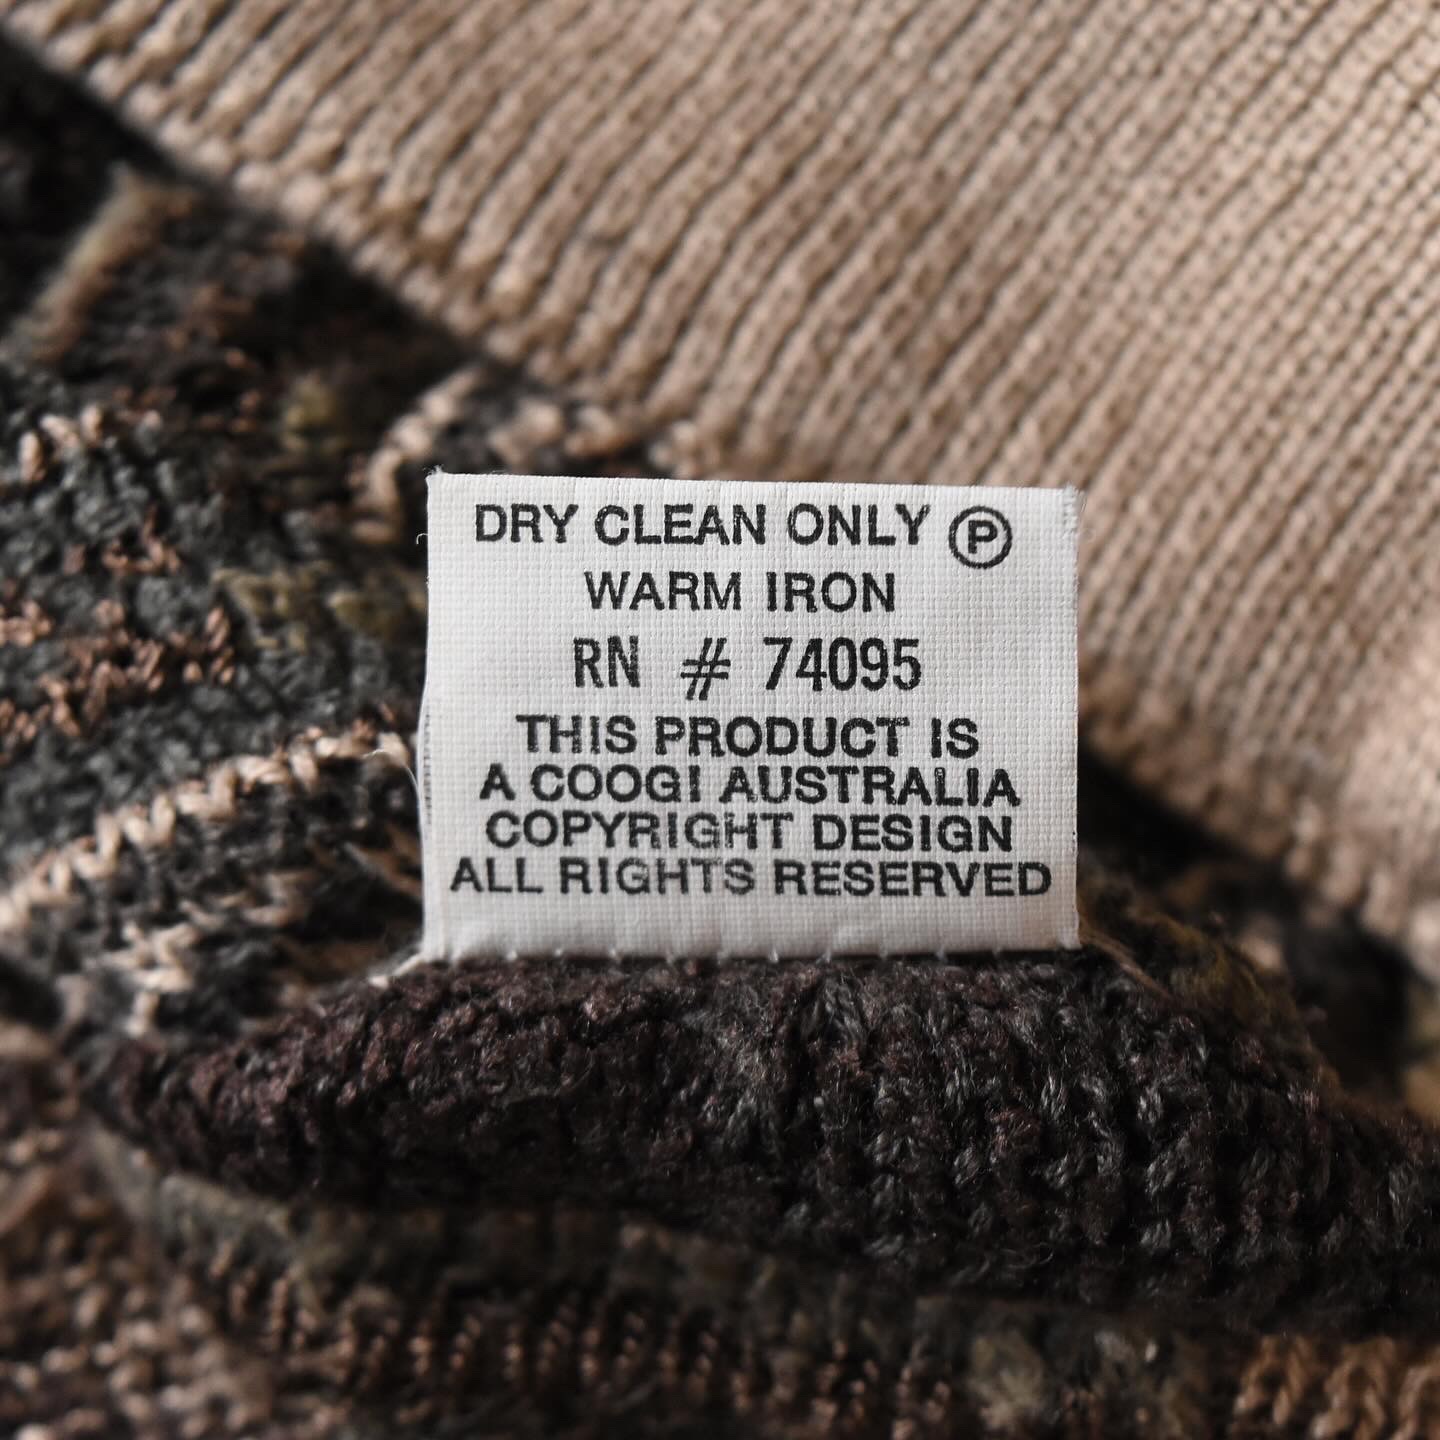 DRY CLEAN ONLY Ⓟ
WARM IRON
RN # 74095
THIS PRODUCT IS
A COOGI AUSTRALIA
COPYRIGHT DESIGN
ALL RIGHTS RESERVED